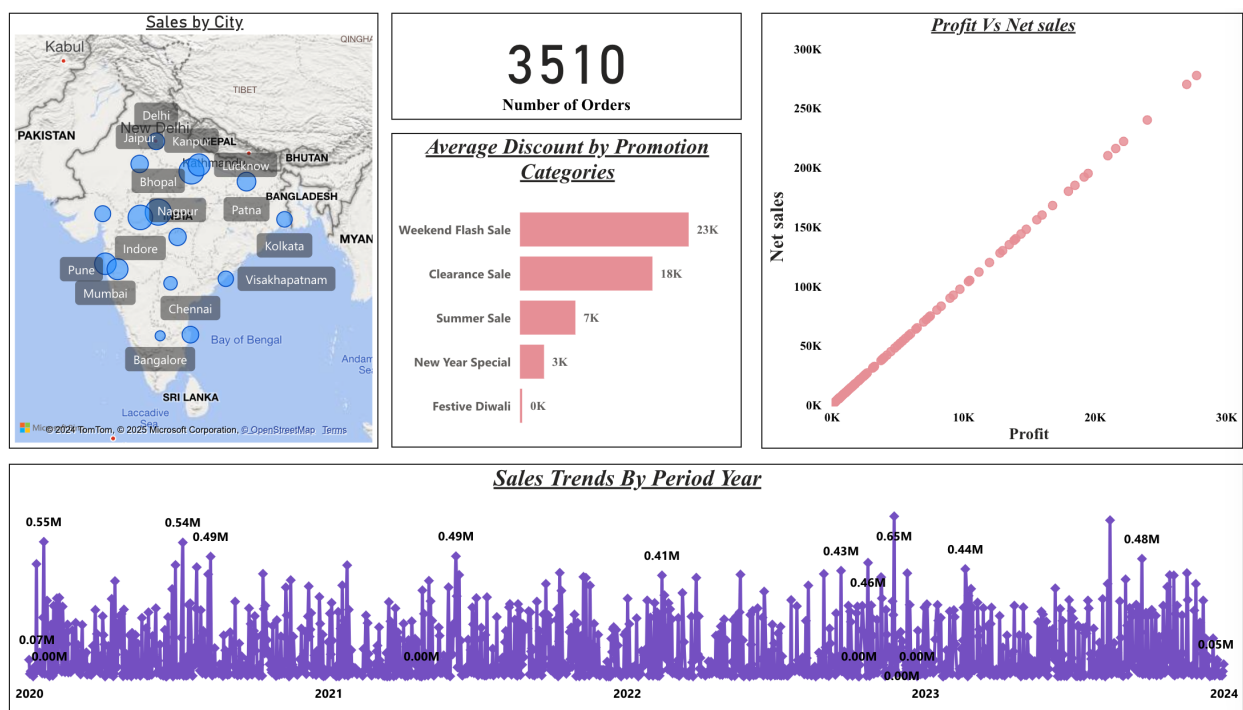 Sales by City
QINGHA
Kabul
TIBET
Delhi
New Delhi
PAKISTAN
Jaipur
Kanpur
NEPAL
Kathmandu
Lucknow
BHUTAN
Bhopal
BANGLADESH
Nagpur
INDIA
Patna
MYAN
Indore
Kolkata
Pune
Visakhapatnam
Mumbai
Chennai
Bay of Bengal
Bangalore
Andam
Sea
SRI LANKA
Laccadive
Sea
© 2024 TomTom, © 2025 Microsoft Corporation, © OpenStreetMap Terms
3510
Number of Orders
Average Discount by Promotion
Categories
Weekend Flash Sale 23K
Clearance Sale 18K
Summer Sale 7K
New Year Special 3K
Festive Diwali 0K
Profit Vs Net sales
Net sales
300K
250K
200K
150K
100K
50K
0K
0K 10K 20K 30K
Profit
Sales Trends By Period Year
0.55M 0.54M 0.49M 0.49M 0.41M 0.43M 0.46M 0.65M 0.44M 0.48M
0.07M 0.00M 0.00M 0.00M 0.00M 0.00M 0.05M
2020 2021 2022 2023 2024